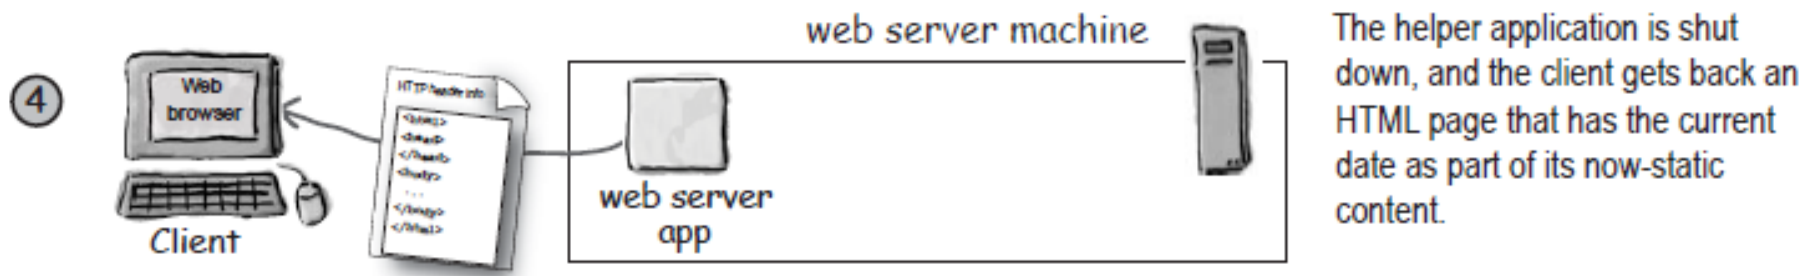 web server machine
4
Web
browser
HTTP header info
<html>
<head>
</head>
<body>
...
</body>
</html>
web server
app
Client
The helper application is shut
down, and the client gets back an
HTML page that has the current
date as part of its now-static
content.